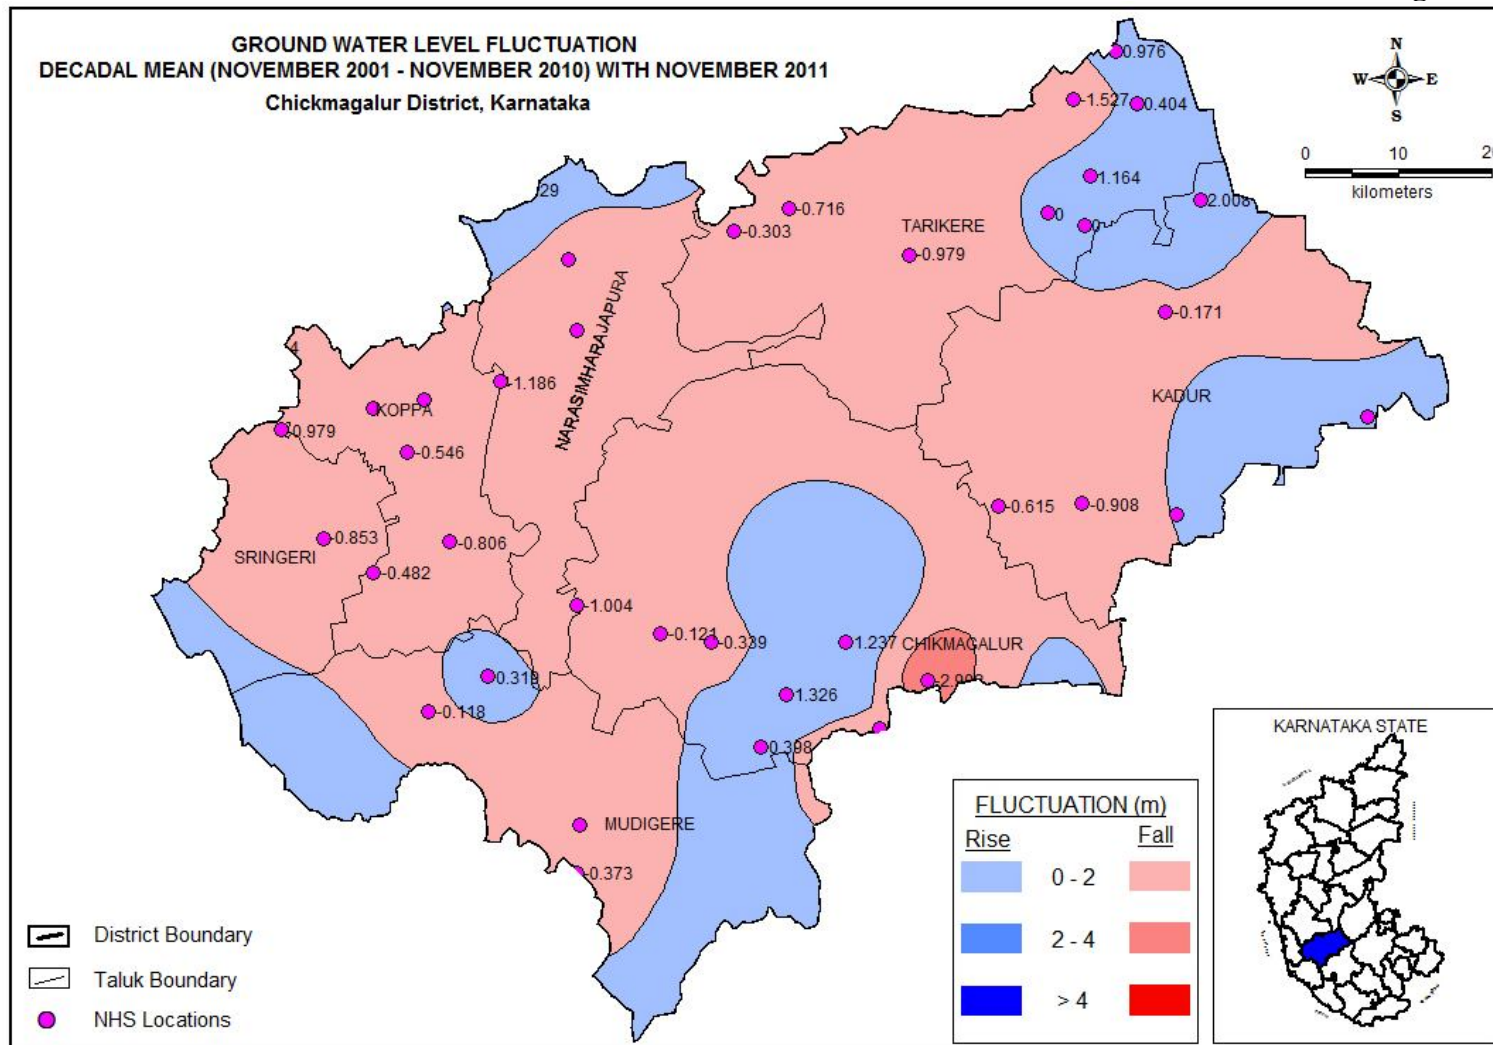 GROUND WATER LEVEL FLUCTUATION
DECADAL MEAN (NOVEMBER 2001 - NOVEMBER 2010) WITH NOVEMBER 2011
Chickmagalur District, Karnataka
N
W E
S
0 10 20
kilometers
0.976
-1.527
0.404
1.164
2.008
0
0
29
-0.716
-0.303
TARIKERE
-0.979
-0.171
NARASIMHARAJAPURA
4
-1.186
KOPPA
KADUR
0.979
-0.546
-0.615
-0.908
-0.853
-0.806
SRINGERI
-0.482
-1.004
-0.121
-0.339
1.237
CHIKMAGALUR
0.319
1.326
-0.118
0.398
MUDIGERE
-0.373
District Boundary
Taluk Boundary
NHS Locations
FLUCTUATION (m)
Rise Fall
0 - 2
2 - 4
> 4
KARNATAKA STATE